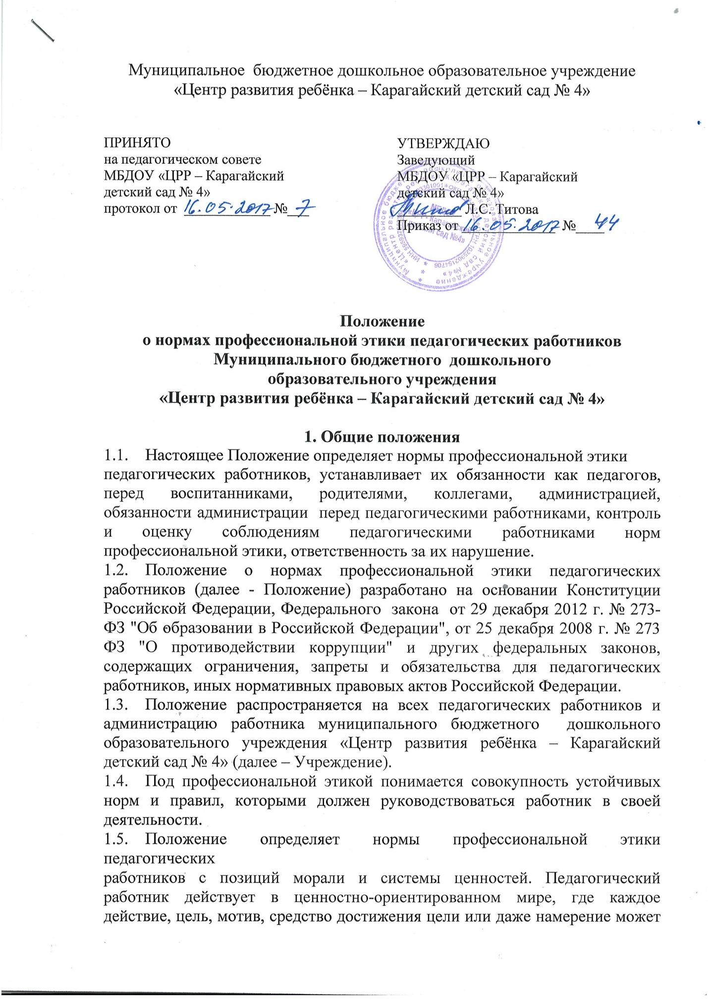 Муниципальное бюджетное дошкольное образовательное учреждение
«Центр развития ребёнка – Карагайский детский сад № 4»
ПРИНЯТО
на педагогическом совете
МБДОУ «ЦРР – Карагайский
детский сад № 4»
протокол от 16.05.2017 № 7
УТВЕРЖДАЮ
Заведующий
МБДОУ «ЦРР – Карагайский
детский сад № 4»
Л.С. Титова
Приказ от 16.05.2017 № 44
Положение
о нормах профессиональной этики педагогических работников
Муниципального бюджетного дошкольного
образовательного учреждения
«Центр развития ребёнка – Карагайский детский сад № 4»
1. Общие положения
1.1. Настоящее Положение определяет нормы профессиональной этики
педагогических работников, устанавливает их обязанности как педагогов,
перед воспитанниками, родителями, коллегами, администрацией,
обязанности администрации перед педагогическими работниками, контроль
и оценку соблюдениям педагогическими работниками норм
профессиональной этики, ответственность за их нарушение.
1.2. Положение о нормах профессиональной этики педагогических
работников (далее - Положение) разработано на основании Конституции
Российской Федерации, Федерального закона от 29 декабря 2012 г. № 273-
ФЗ "Об образовании в Российской Федерации", от 25 декабря 2008 г. № 273
ФЗ "О противодействии коррупции" и других федеральных законов,
содержащих ограничения, запреты и обязательства для педагогических
работников, иных нормативных правовых актов Российской Федерации.
1.3. Положение распространяется на всех педагогических работников и
администрацию работника муниципального бюджетного дошкольного
образовательного учреждения «Центр развития ребёнка – Карагайский
детский сад № 4» (далее – Учреждение).
1.4. Под профессиональной этикой понимается совокупность устойчивых
норм и правил, которыми должен руководствоваться работник в своей
деятельности.
1.5. Положение определяет нормы профессиональной этики
педагогических
работников с позиций морали и системы ценностей. Педагогический
работник действует в ценностно-ориентированном мире, где каждое
действие, цель, мотив, средство достижения цели или даже намерение может